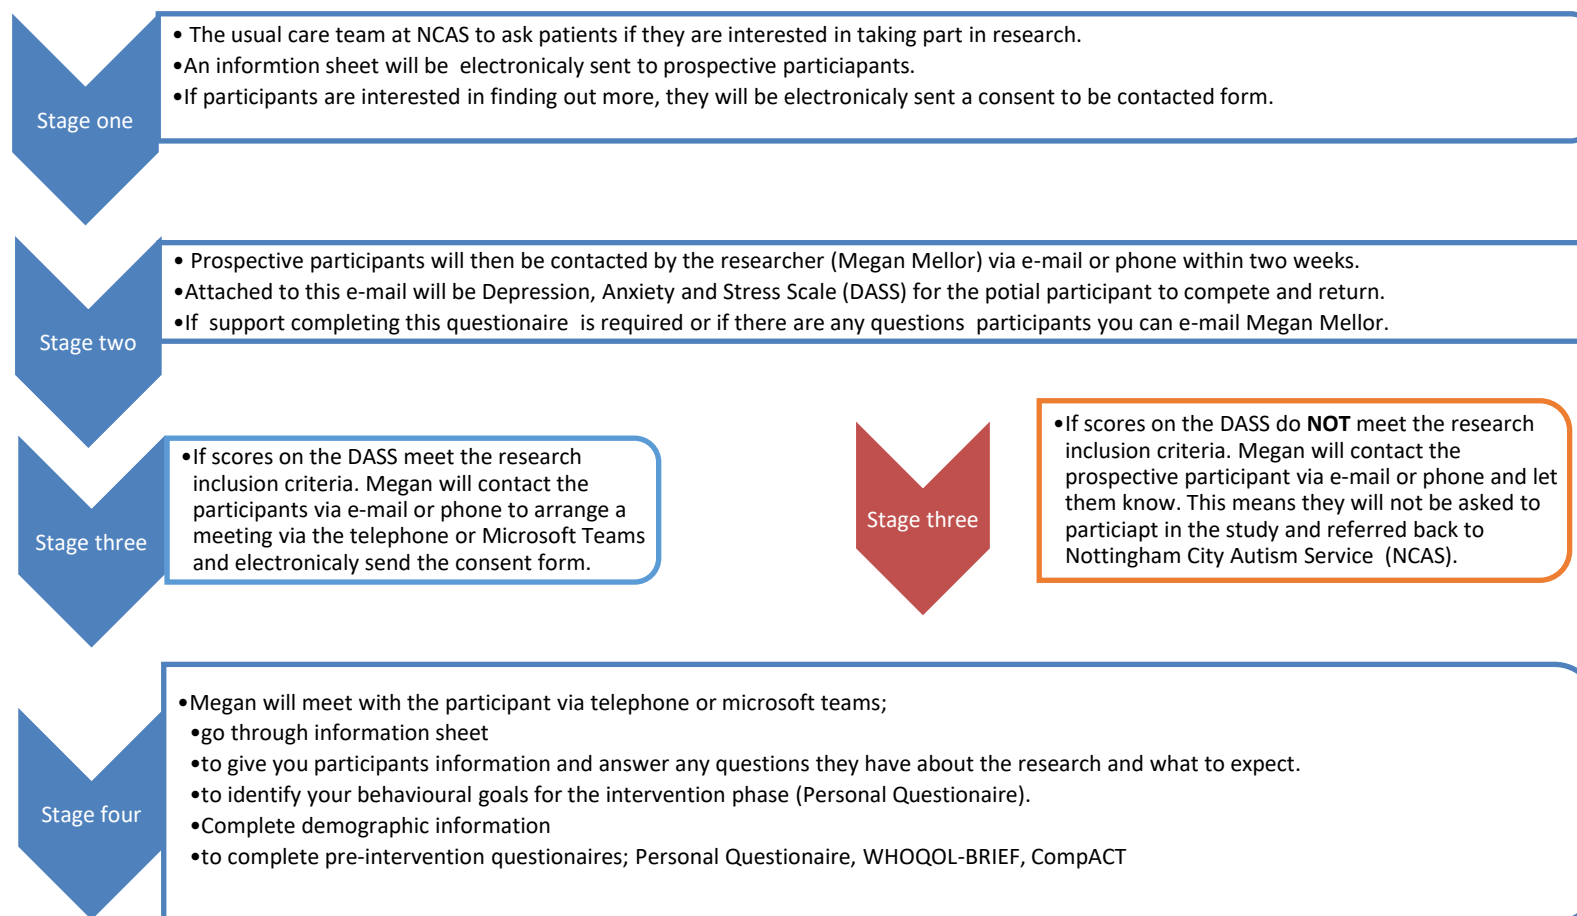 • The usual care team at NCAS to ask patients if they are interested in taking part in research.
•An informtion sheet will be electronicaly sent to prospective particiapants.
•If participants are interested in finding out more, they will be electronicaly sent a consent to be contacted form.
Stage one
• Prospective participants will then be contacted by the researcher (Megan Mellor) via e-mail or phone within two weeks.
•Attached to this e-mail will be Depression, Anxiety and Stress Scale (DASS) for the potial participant to compete and return.
•If support completing this questionaire is required or if there are any questions participants you can e-mail Megan Mellor.
Stage two
•If scores on the DASS meet the research
inclusion criteria. Megan will contact the
participants via e-mail or phone to arrange a
meeting via the telephone or Microsoft Teams
and electronicaly send the consent form.
Stage three
•If scores on the DASS do NOT meet the research
inclusion criteria. Megan will contact the
prospective participant via e-mail or phone and let
them know. This means they will not be asked to
particiapt in the study and referred back to
Nottingham City Autism Service (NCAS).
Stage three
•Megan will meet with the participant via telephone or microsoft teams;
•go through information sheet
•to give you participants information and answer any questions they have about the research and what to expect.
•to identify your behavioural goals for the intervention phase (Personal Questionaire).
•Complete demographic information
•to complete pre-intervention questionaires; Personal Questionaire, WHOQOL-BRIEF, CompACT
Stage four